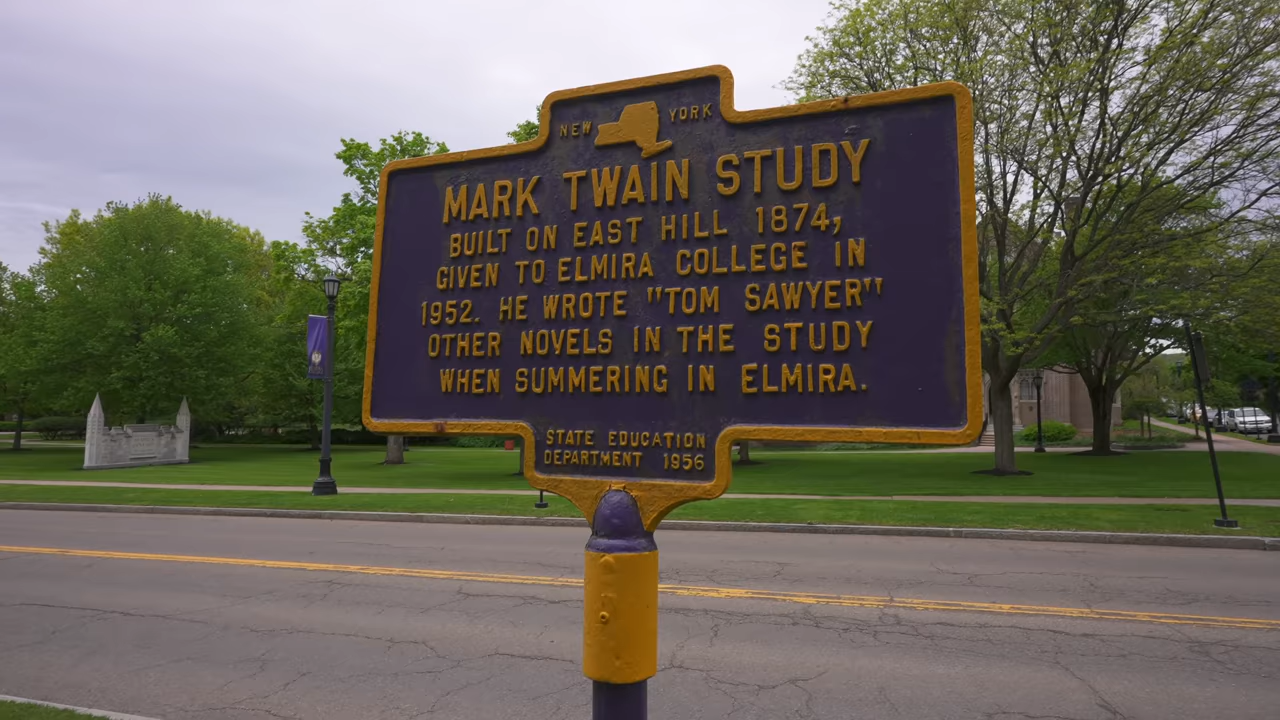 NEW YORK
MARK TWAIN STUDY
BUILT ON EAST HILL 1874,
GIVEN TO ELMIRA COLLEGE IN
1952. HE WROTE "TOM SAWYER"
OTHER NOVELS IN THE STUDY
WHEN SUMMERING IN ELMIRA.
STATE EDUCATION
DEPARTMENT 1956